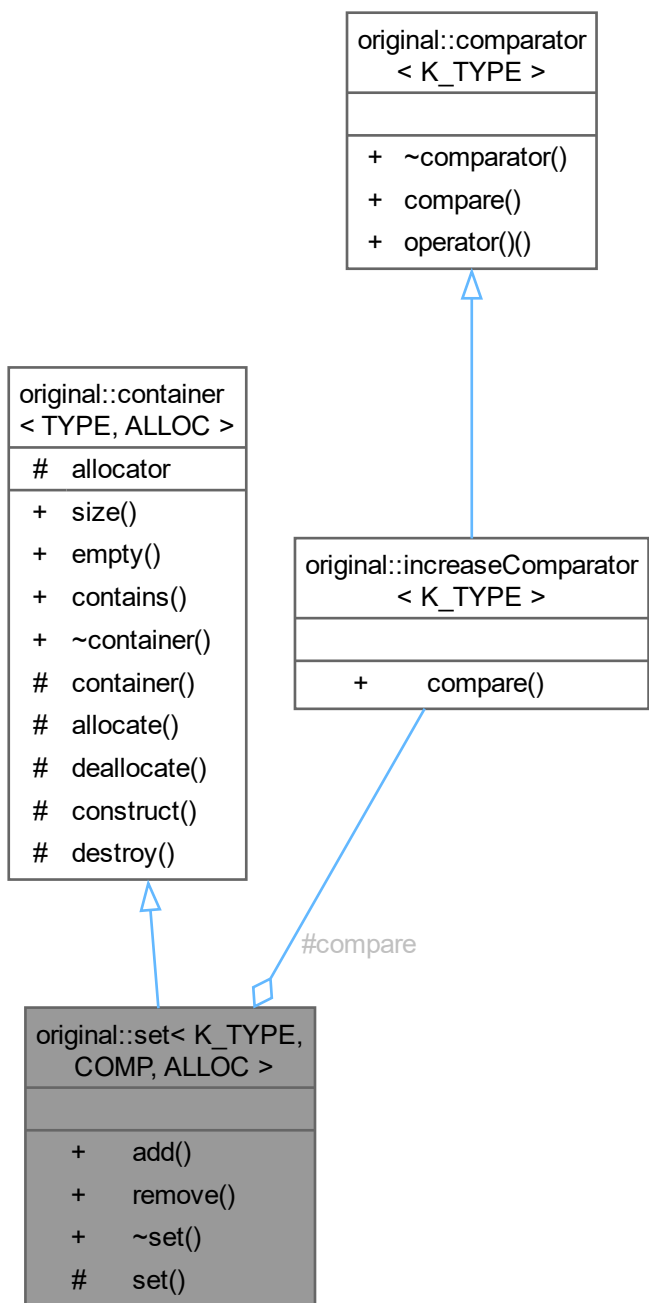 original::comparator
< K_TYPE >
+ ~comparator()
+ compare()
+ operator()()
original::container
< TYPE, ALLOC >
# allocator
+ size()
+ empty()
+ contains()
+ ~container()
# container()
# allocate()
# deallocate()
# construct()
# destroy()
original::increaseComparator
< K_TYPE >
+ compare()
#compare
original::set< K_TYPE,
COMP, ALLOC >
+ add()
+ remove()
+ ~set()
# set()